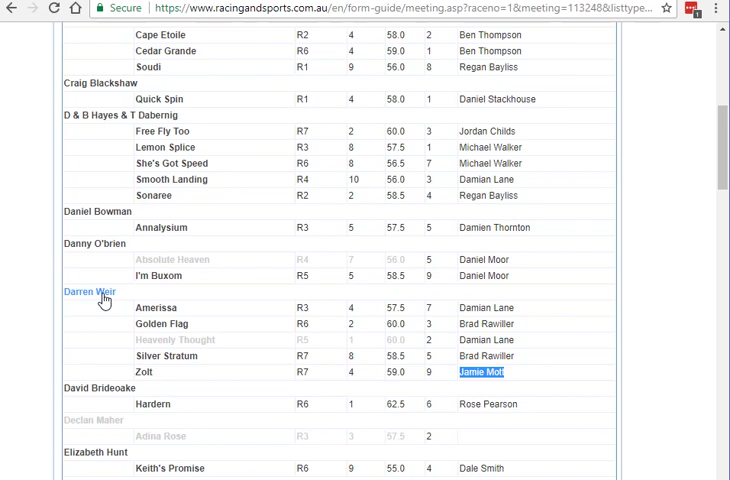 Secure https://www.racingandsports.com.au/en/form-guide/meeting.asp?raceno=1&meeting=113248&listtype...
1
Cape Etoile R2 4 58.0 2 Ben Thompson
Cedar Grande R6 4 59.0 1 Ben Thompson
Soudi R1 9 56.0 8 Regan Bayliss
Craig Blackshaw
Quick Spin R1 4 58.0 1 Daniel Stackhouse
D & B Hayes & T Dabernig
Free Fly Too R7 2 60.0 3 Jordan Childs
Lemon Splice R3 8 57.5 1 Michael Walker
She's Got Speed R6 8 56.5 7 Michael Walker
Smooth Landing R4 10 56.0 3 Damian Lane
Sonaree R2 2 58.5 4 Regan Bayliss
Daniel Bowman
Annalysium R3 5 57.5 5 Damien Thornton
Danny O'brien
Absolute Heaven R4 7 56.0 5 Daniel Moor
I'm Buxom R5 5 58.5 9 Daniel Moor
Darren Weir
Amerissa R3 4 57.5 7 Damian Lane
Golden Flag R6 2 60.0 3 Brad Rawiller
Heavenly Thought R5 1 60.0 2 Damian Lane
Silver Stratum R7 8 58.5 5 Brad Rawiller
Zolt R7 4 59.0 9 Jamie Mott
David Brideoake
Hardern R6 1 62.5 6 Rose Pearson
Declan Maher
Adina Rose R3 3 57.5 2
Elizabeth Hunt
Keith's Promise R6 9 55.0 4 Dale Smith